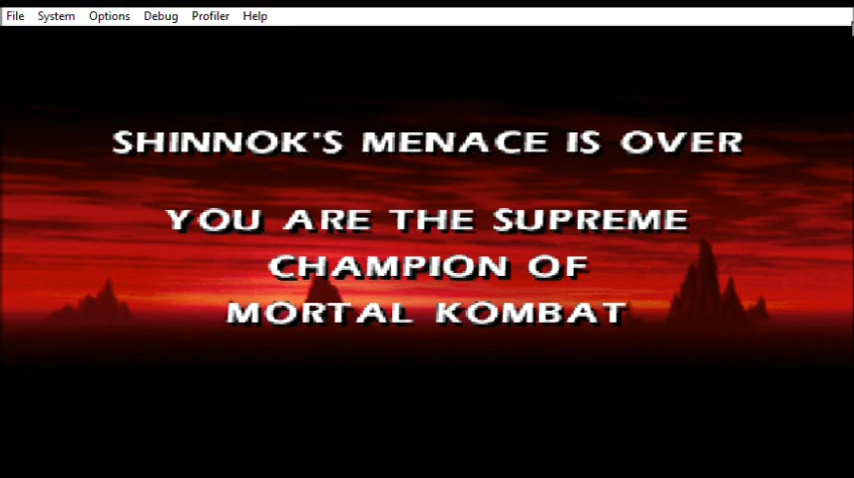 File System Options Debug Profiler Help
SHINNOK'S MENACE IS OVER
YOU ARE THE SUPREME
CHAMPION OF
MORTAL KOMBAT